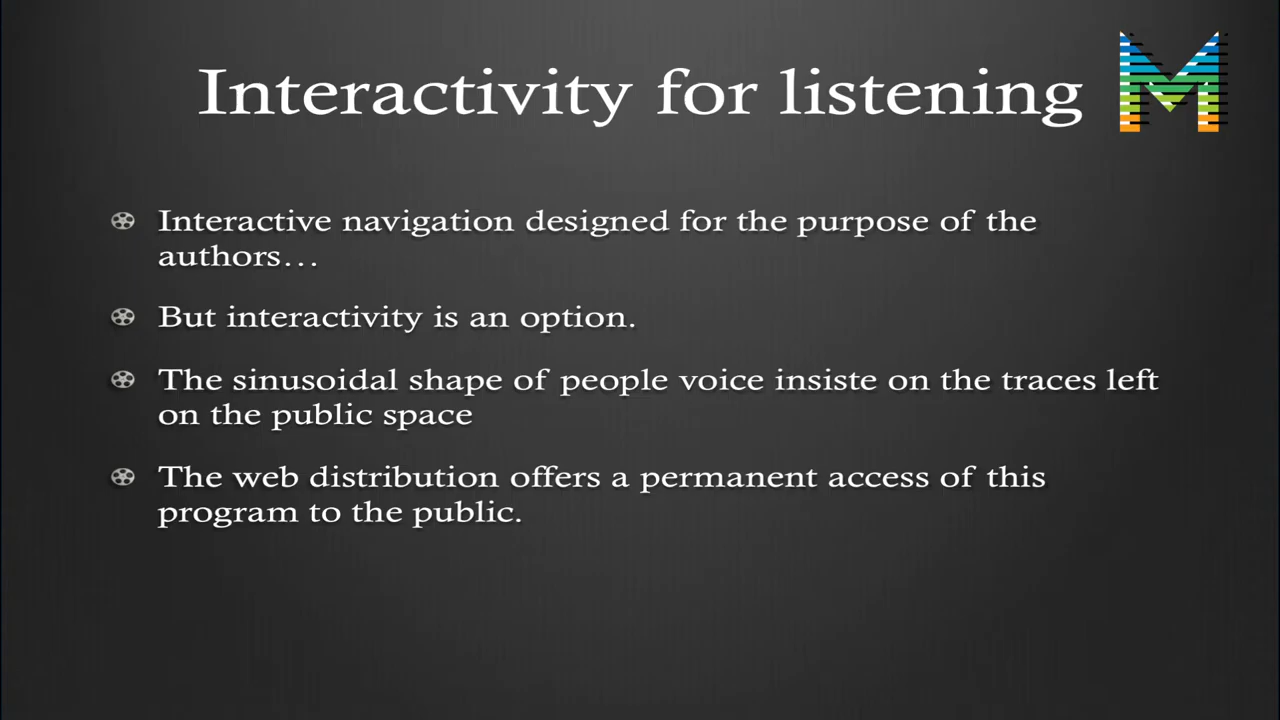 Interactivity for listening
Interactive navigation designed for the purpose of the
authors…
But interactivity is an option.
The sinusoidal shape of people voice insiste on the traces left
on the public space
The web distribution offers a permanent access of this
program to the public.